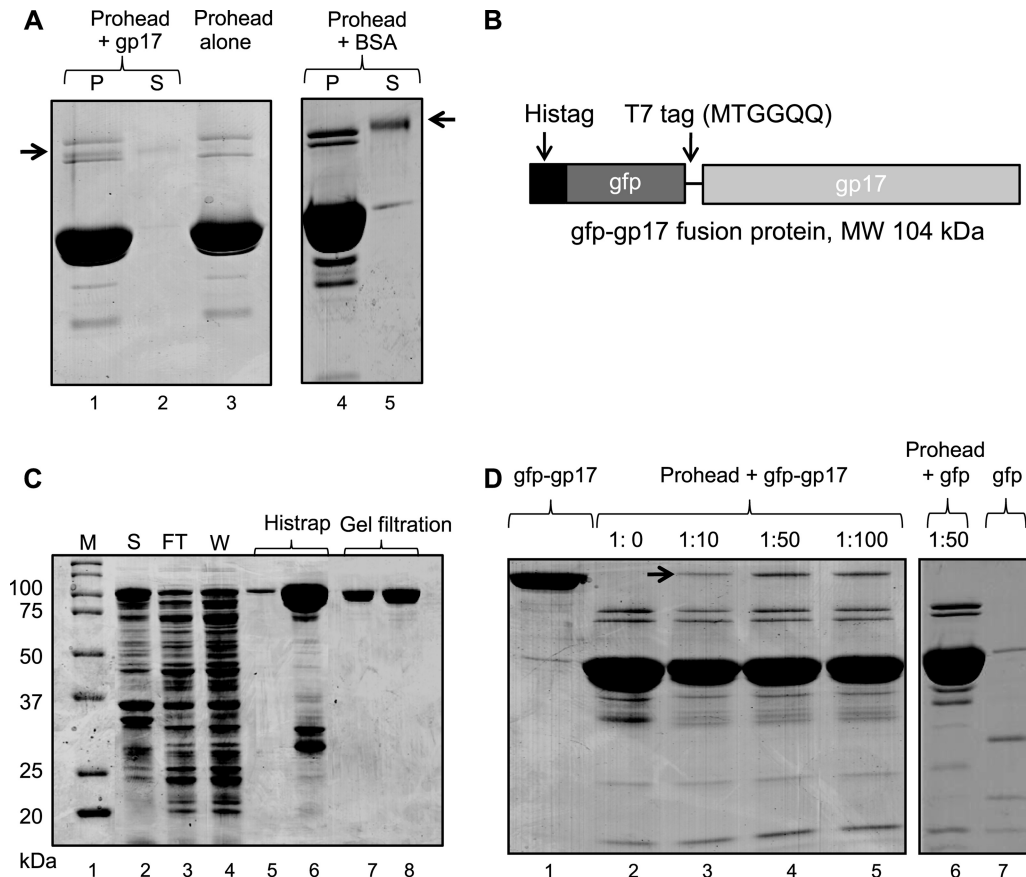 A
Prohead + gp17
Prohead alone
Prohead + BSA
P S P S
1 2 3 4 5
B
Histag T7 tag (MTGGQQ)
gfp gp17
gfp-gp17 fusion protein, MW 104 kDa
C
Histrap Gel filtration
M S FT W
100
75
50
37
25
20
kDa
1 2 3 4 5 6 7 8
D
gfp-gp17 Prohead + gfp-gp17 Prohead + gfp gfp
1: 0 1:10 1:50 1:100 1:50
1 2 3 4 5 6 7